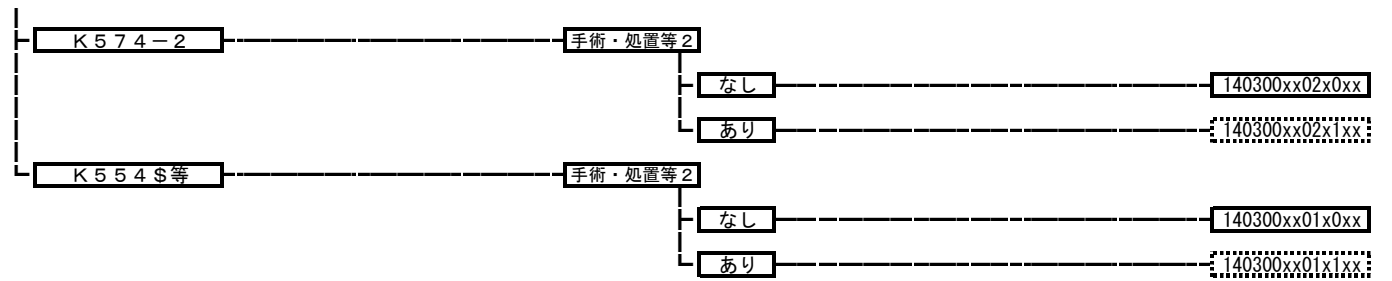 K574-2 手術・処置等2
なし 140300xx02x0xx
あり 140300xx02x1xx
K554$等 手術・処置等2
なし 140300xx01x0xx
あり 140300xx01x1xx